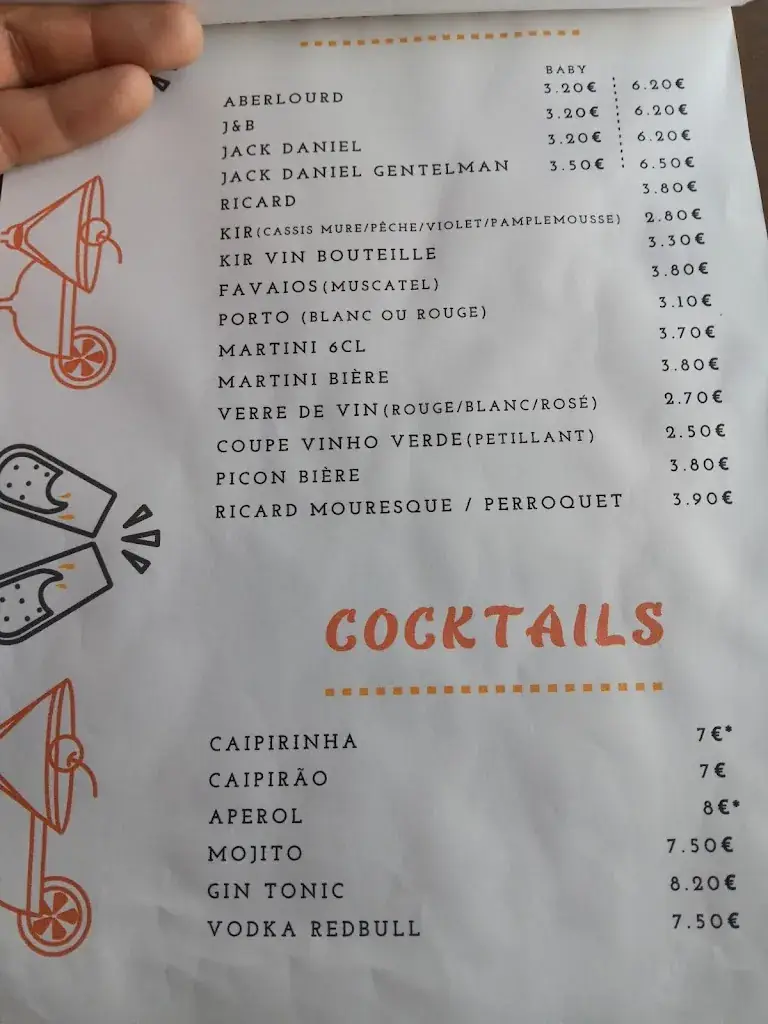 BABY
ABERLOURD 3.20€ 6.20€
J&B 3.20€ 6.20€
JACK DANIEL 3.20€ 6.20€
JACK DANIEL GENTELMAN 3.50€ 6.50€
RICARD 3.80€
KIR(CASSIS MURE/PÊCHE/VIOLET/PAMPLEMOUSSE) 2.80€
KIR VIN BOUTEILLE 3.30€
FAVAIOS(MUSCATEL) 3.80€
PORTO (BLANC OU ROUGE) 3.10€
MARTINI 6CL 3.70€
MARTINI BIÈRE 3.80€
VERRE DE VIN(ROUGE/BLANC/ROSÉ) 2.70€
COUPE VINHO VERDE(PETILLANT) 2.50€
PICON BIÈRE 3.80€
RICARD MOURESQUE / PERROQUET 3.90€
COCKTAILS
CAIPIRINHA 7€*
CAIPIRÃO 7€
APEROL 8€*
MOJITO 7.50€
GIN TONIC 8.20€
VODKA REDBULL 7.50€